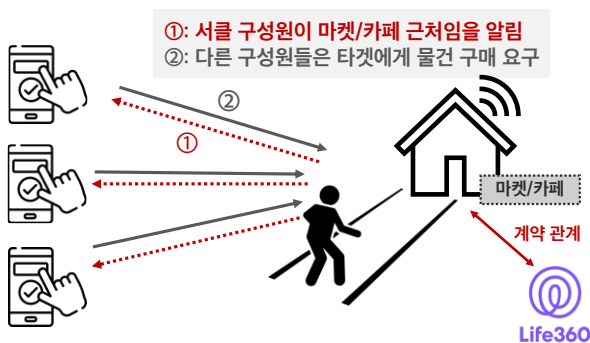 ①: 서클 구성원이 마켓/카페 근처임을 알림
②: 다른 구성원들은 타겟에게 물건 구매 요구
②
①
마켓/카페
계약 관계
Life360